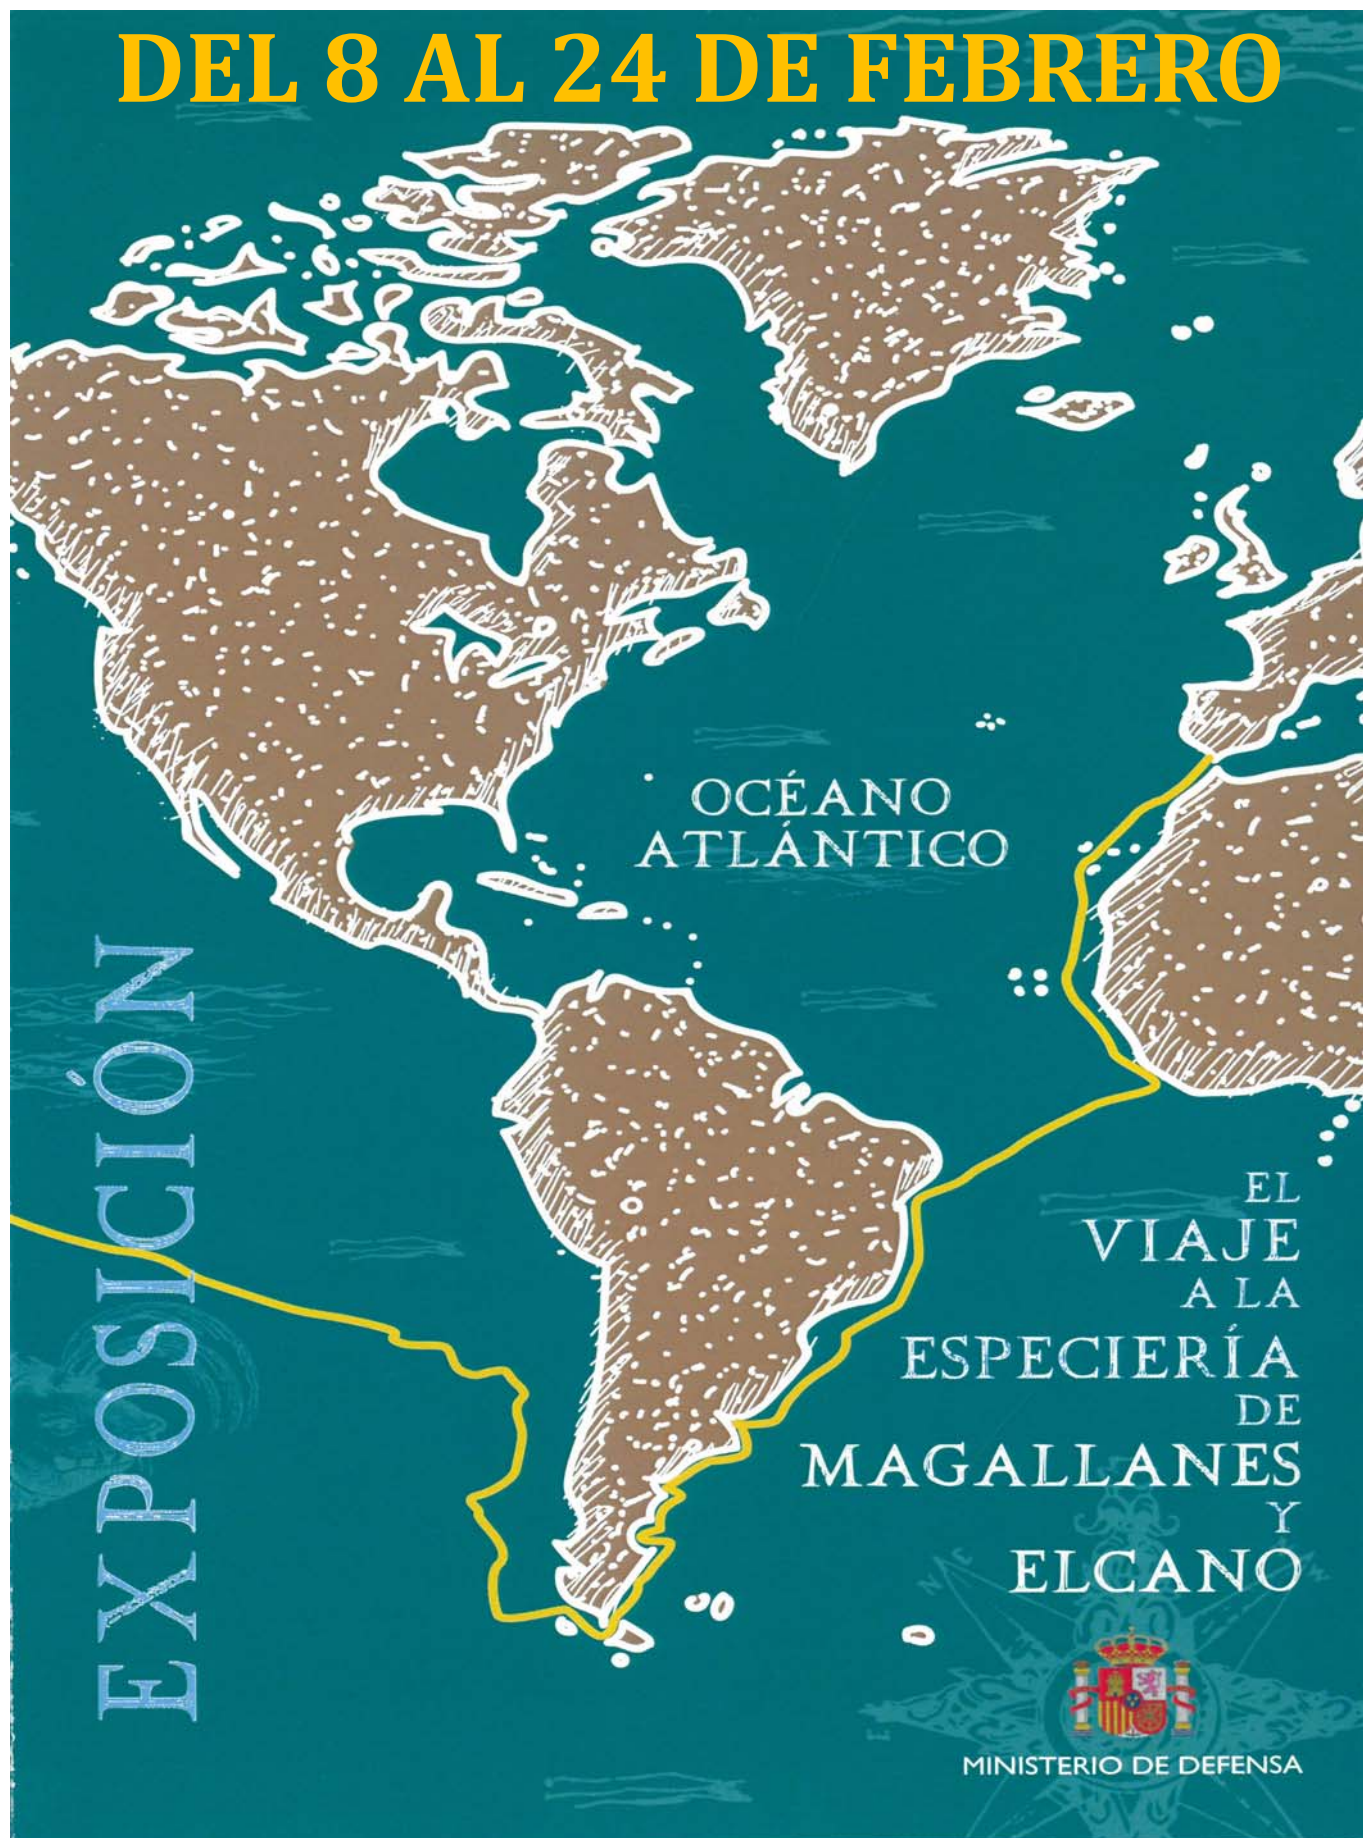 DEL 8 AL 24 DE FEBRERO
OCÉANO
ATLÁNTICO
EXPOSICIÓN
EL
VIAJE
A LA
ESPECIERÍA
DE
MAGALLANES
Y
ELCANO
MINISTERIO DE DEFENSA